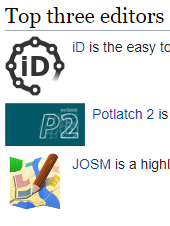 Top three editors
iD
iD is the easy to
P2
Potlatch 2 is
JOSM is a highl